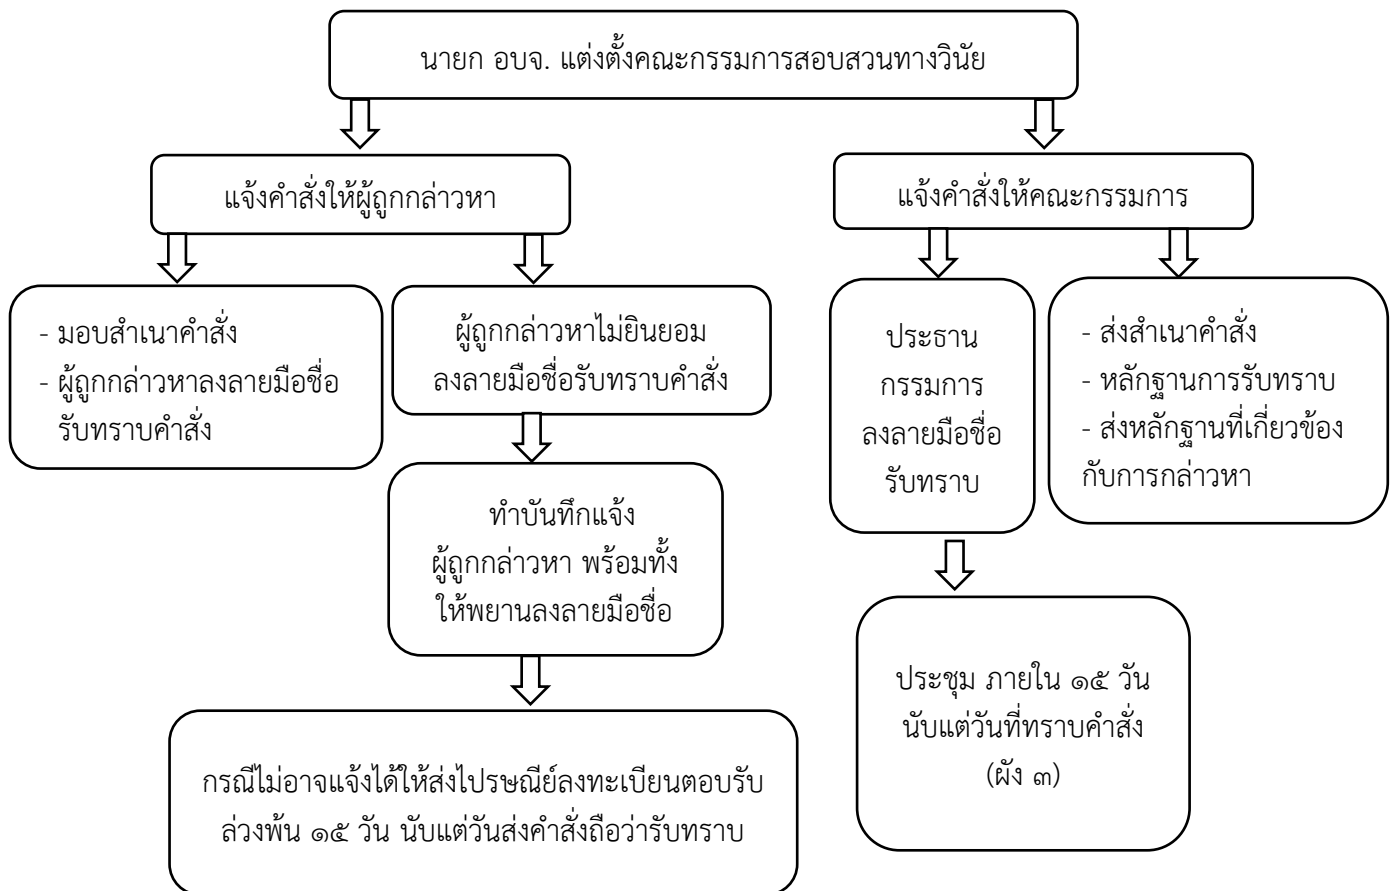 นายก อบจ. แต่งตั้งคณะกรรมการสอบสวนทางวินัย
แจ้งคำสั่งให้ผู้ถูกกล่าวหา
แจ้งคำสั่งให้คณะกรรมการ
- มอบสำเนาคำสั่ง
- ผู้ถูกกล่าวหาลงลายมือชื่อ
รับทราบคำสั่ง
ผู้ถูกกล่าวหาไม่ยินยอม
ลงลายมือชื่อรับทราบคำสั่ง
ประธาน
กรรมการ
ลงลายมือชื่อ
รับทราบ
- ส่งสำเนาคำสั่ง
- หลักฐานการรับทราบ
- ส่งหลักฐานที่เกี่ยวข้อง
กับการกล่าวหา
ทำบันทึกแจ้ง
ผู้ถูกกล่าวหา พร้อมทั้ง
ให้พยานลงลายมือชื่อ
ประชุม ภายใน ๑๕ วัน
นับแต่วันที่ทราบคำสั่ง
(ผัง ๓)
กรณีไม่อาจแจ้งได้ให้ส่งไปรษณีย์ลงทะเบียนตอบรับ
ล่วงพ้น ๑๕ วัน นับแต่วันส่งคำสั่งถือว่ารับทราบ